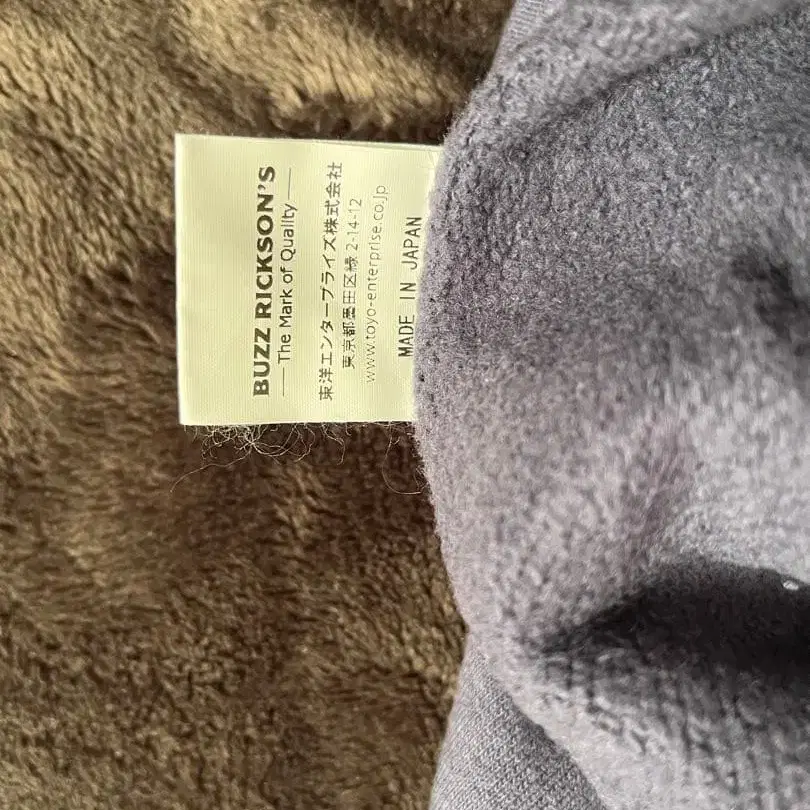 BUZZ RICKSON'S
The Mark of Quality
東洋エンタープライズ株式会社
東京都墨田区緑 2-14-12
www.toyo-enterprise.co.jp
MADE IN JAPAN